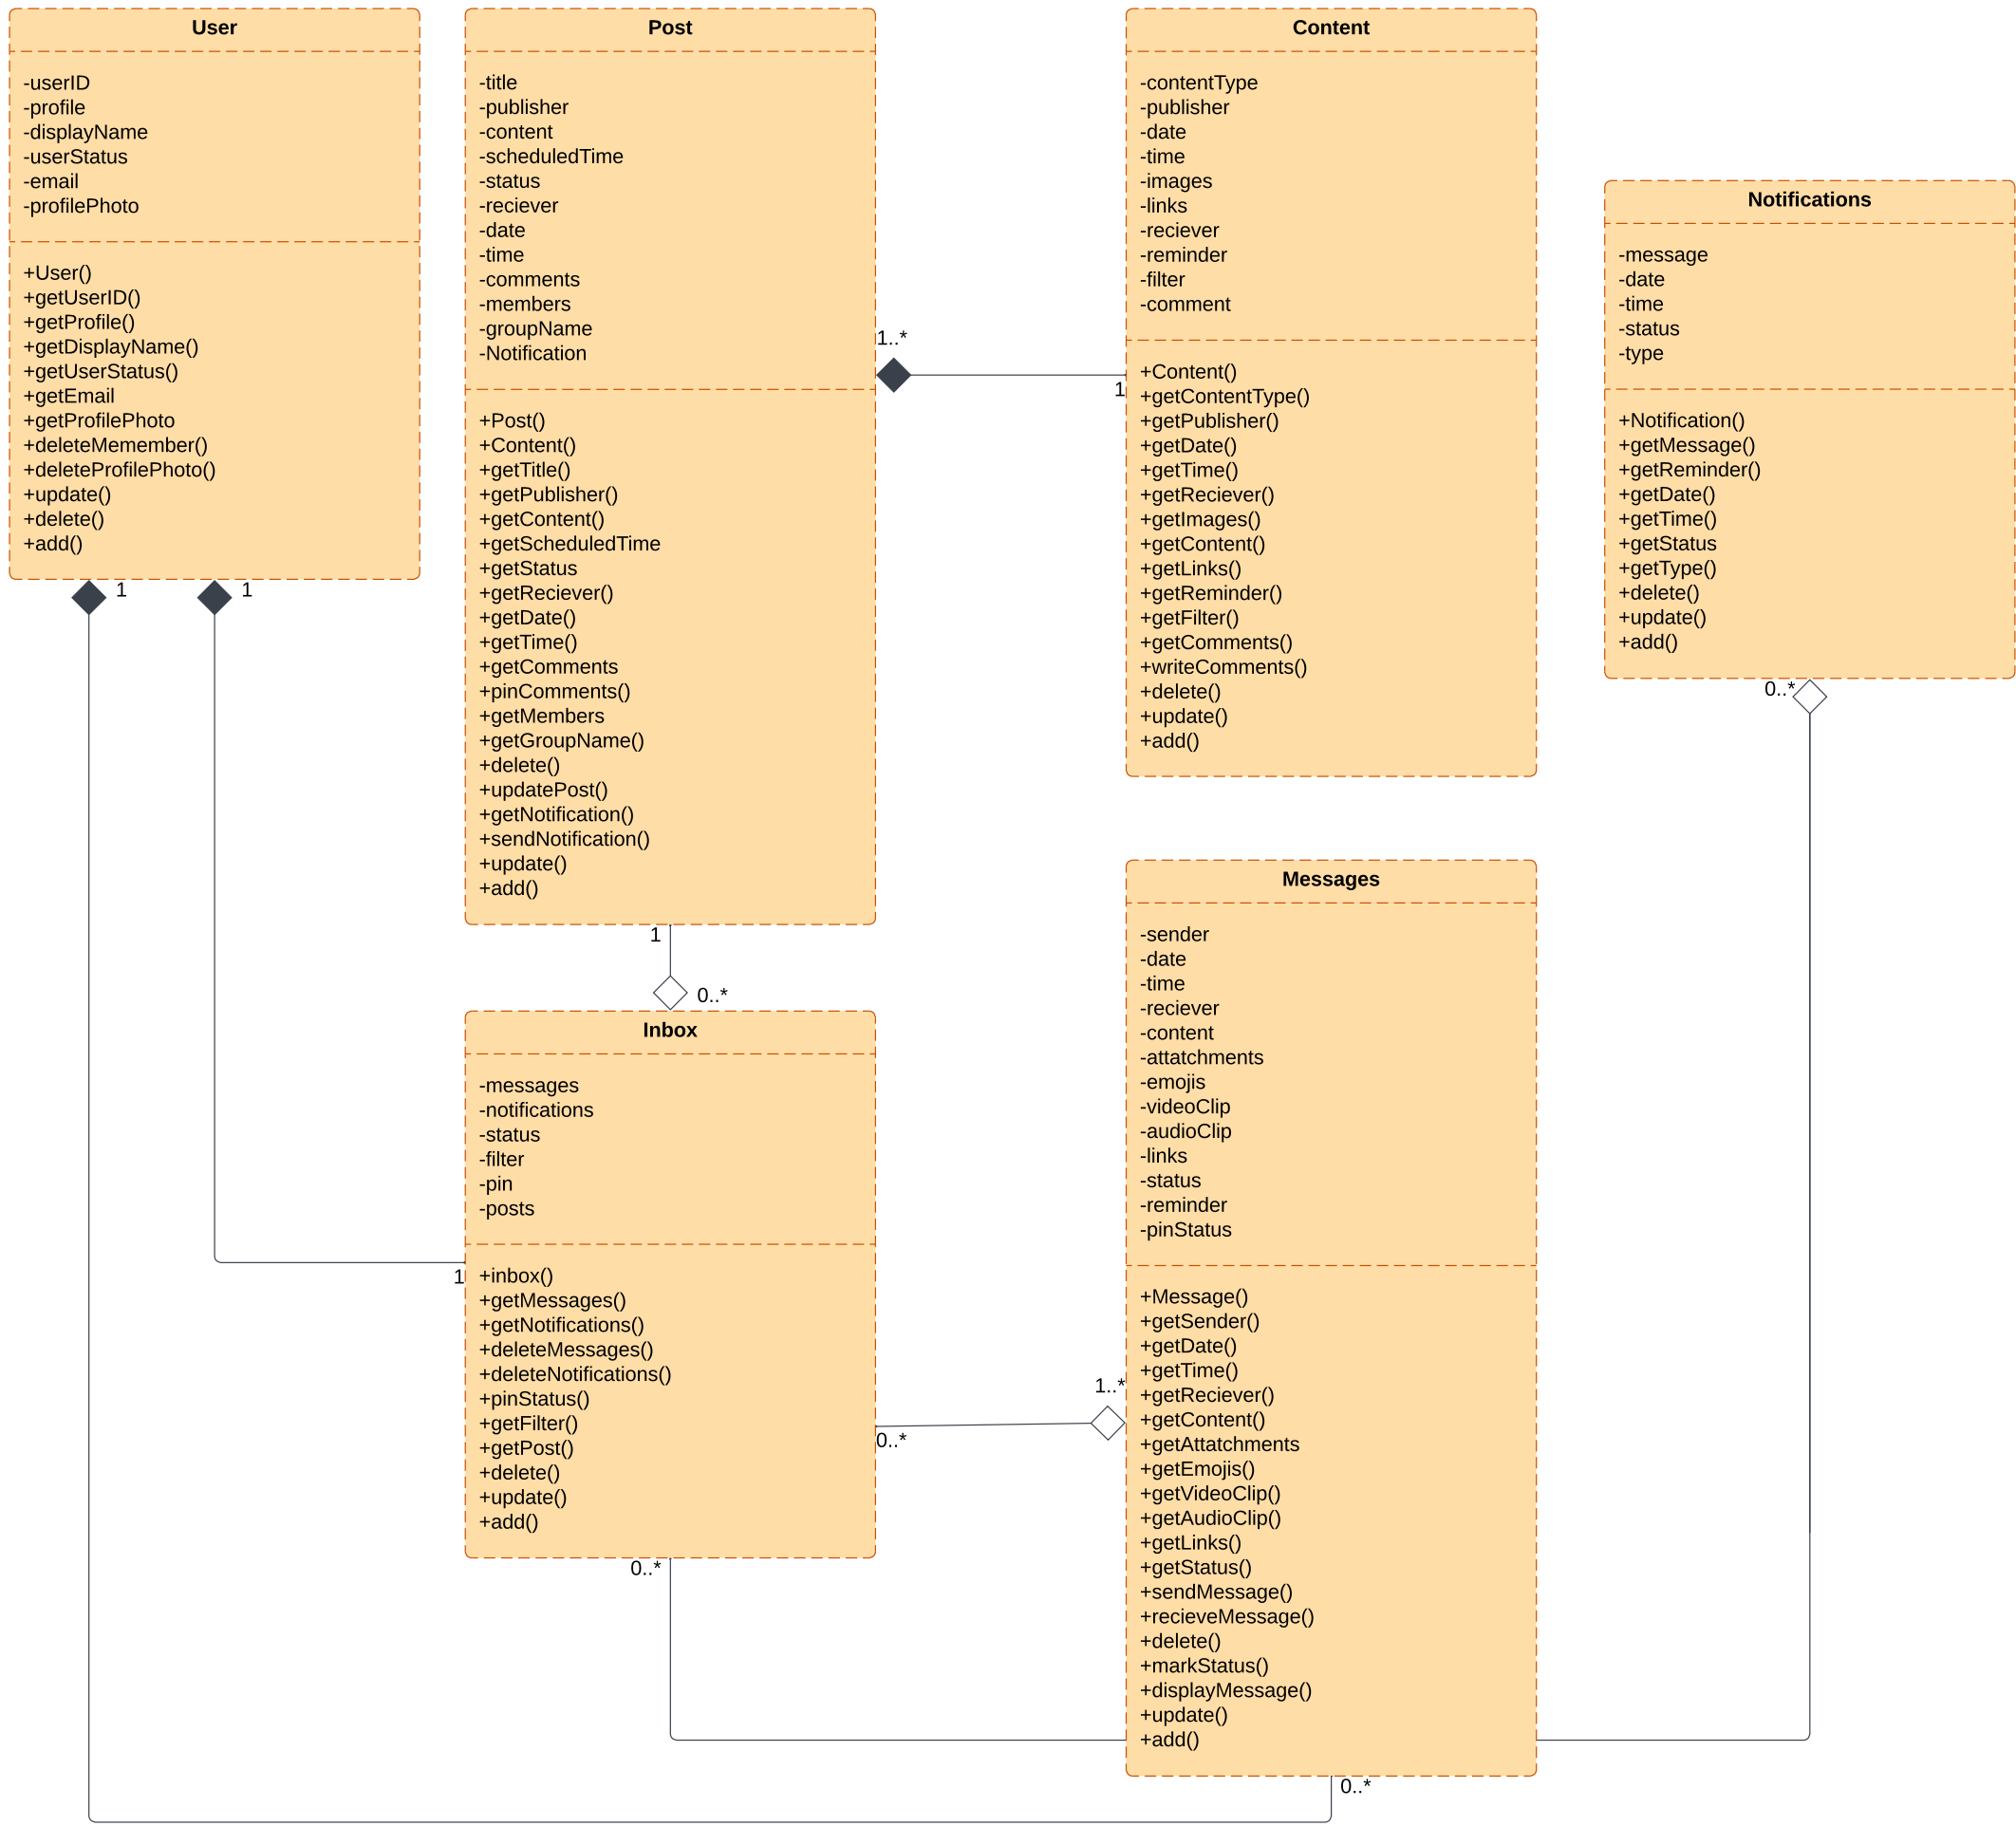 User
-userID
-profile
-displayName
-userStatus
-email
-profilePhoto
+User()
+getUserID()
+getProfile()
+getDisplayName()
+getUserStatus()
+getEmail
+getProfilePhoto
+deleteMemember()
+deleteProfilePhoto()
+update()
+delete()
+add()
1
1
Post
-title
-publisher
-content
-scheduledTime
-status
-reciever
-date
-time
-comments
-members
-groupName
-Notification
+Post()
+Content()
+getTitle()
+getPublisher()
+getContent()
+getScheduledTime
+getStatus
+getReciever()
+getDate()
+getTime()
+getComments
+pinComments()
+getMembers
+getGroupName()
+delete()
+updatePost()
+getNotification()
+sendNotification()
+update()
+add()
1..*
1
Content
-contentType
-publisher
-date
-time
-images
-links
-reciever
-reminder
-filter
-comment
+Content()
+getContentType()
+getPublisher()
+getDate()
+getTime()
+getReciever()
+getImages()
+getContent()
+getLinks()
+getReminder()
+getFilter()
+getComments()
+writeComments()
+delete()
+update()
+add()
Notifications
-message
-date
-time
-status
-type
+Notification()
+getMessage()
+getReminder()
+getDate()
+getTime()
+getStatus
+getType()
+delete()
+update()
+add()
0..*
1
0..*
Inbox
-messages
-notifications
-status
-filter
-pin
-posts
+inbox()
+getMessages()
+getNotifications()
+deleteMessages()
+deleteNotifications()
+pinStatus()
+getFilter()
+getPost()
+delete()
+update()
+add()
1
0..*
1..*
0..*
Messages
-sender
-date
-time
-reciever
-content
-attatchments
-emojis
-videoClip
-audioClip
-links
-status
-reminder
-pinStatus
+Message()
+getSender()
+getDate()
+getTime()
+getReciever()
+getContent()
+getAttatchments
+getEmojis()
+getVideoClip()
+getAudioClip()
+getLinks()
+getStatus()
+sendMessage()
+recieveMessage()
+delete()
+markStatus()
+displayMessage()
+update()
+add()
0..*